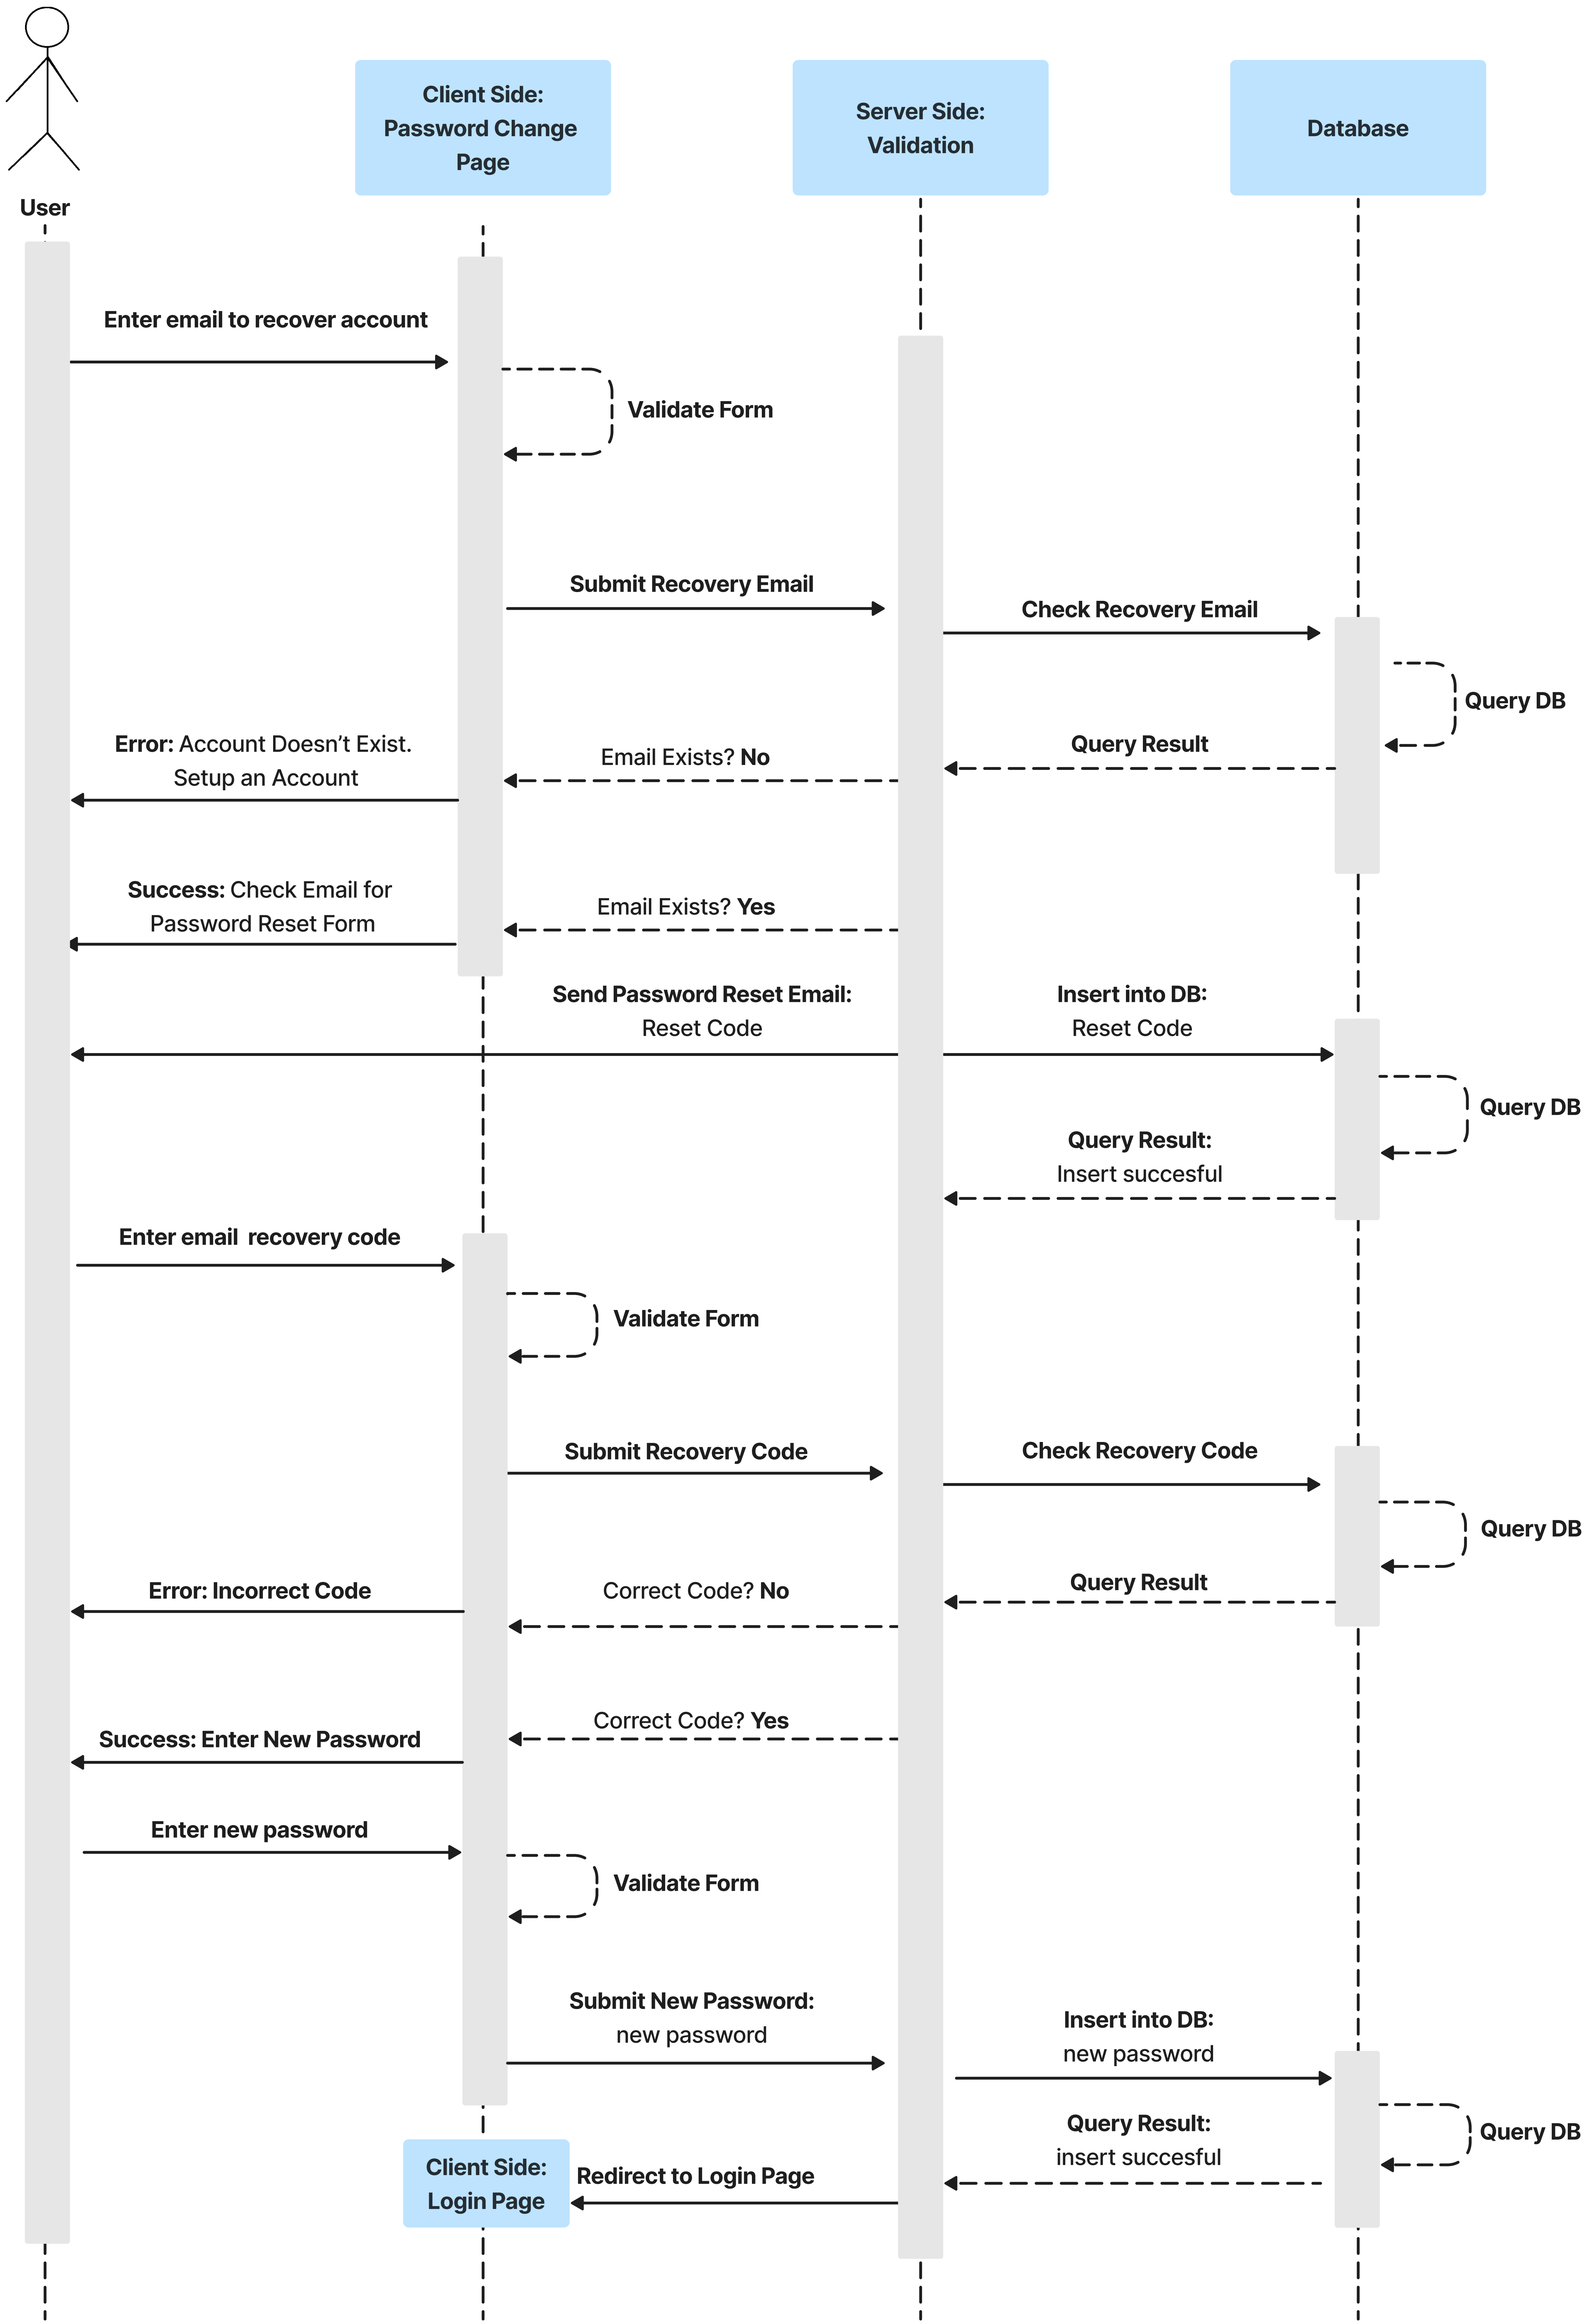 Client Side:
Password Change
Page
Server Side:
Validation
Database
User
Enter email to recover account
Validate Form
Submit Recovery Email
Check Recovery Email
Query DB
Error: Account Doesn’t Exist.
Setup an Account
Email Exists? No
Query Result
Success: Check Email for
Password Reset Form
Email Exists? Yes
Send Password Reset Email:
Reset Code
Insert into DB:
Reset Code
Query DB
Query Result:
Insert succesful
Enter email recovery code
Validate Form
Submit Recovery Code
Check Recovery Code
Query DB
Error: Incorrect Code
Correct Code? No
Query Result
Correct Code? Yes
Success: Enter New Password
Enter new password
Validate Form
Submit New Password:
new password
Insert into DB:
new password
Query DB
Query Result:
insert succesful
Client Side:
Login Page
Redirect to Login Page